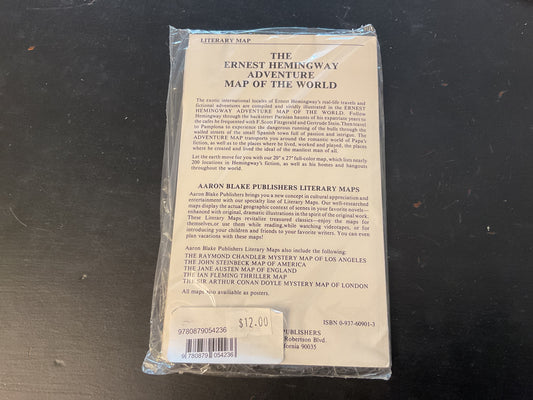 LITERARY MAP
THE
ERNEST HEMINGWAY
ADVENTURE
MAP OF THE WORLD
The exotic international locales of Ernest Hemingway's real-life travels and
fictional adventures are compiled and vividly illustrated in the ERNEST
HEMINGWAY ADVENTURE MAP OF THE WORLD. Follow
Hemingway through the backstreet Parisian haunts of his expatriate years to
the cafes he frequented with F. Scott Fitzgerald and Gertrude Stein. Then travel
to Pamplona to experience the dangerous running of the bulls through the
walled streets of the small Spanish town full of passion and intrigue. The
ADVENTURE MAP transports you around the romantic world of Papa's
fiction, as well as to the places where he lived, worked and played, the places
where he created and lived the ideal of the manliest man of all.
Let the earth move for you with our 20" x 27" full-color map, which lists nearly
200 locations in Hemingway's fiction, as well as his homes and hangouts
throughout the world.
AARON BLAKE PUBLISHERS LITERARY MAPS
Aaron Blake Publishers brings you a new concept in cultural appreciation and
entertainment with our specialty line of Literary Maps. Our well-researched
maps display the actual geographic context of scenes in your favorite novels—
enhanced with original, dramatic illustrations in the spirit of the original work.
These Literary Maps revitalize treasured classics—enjoy the maps for
themselves, or use them while reading, while watching videotapes, or for
introducing your children and friends to your favorite writers. You can even
plan vacations with these maps!
Aaron Blake Publishers Literary Maps also include the following:
THE RAYMOND CHANDLER MYSTERY MAP OF LOS ANGELES
THE JOHN STEINBECK MAP OF AMERICA
THE JANE AUSTEN MAP OF ENGLAND
THE IAN FLEMING THRILLER MAP
THE SIR ARTHUR CONAN DOYLE MYSTERY MAP OF LONDON
All maps also available as posters.
ISBN 0-937-60901-3
9780879054236
$12.00
PUBLISHERS
Robertson Blvd.
ifornia 90035
9 780879 054236